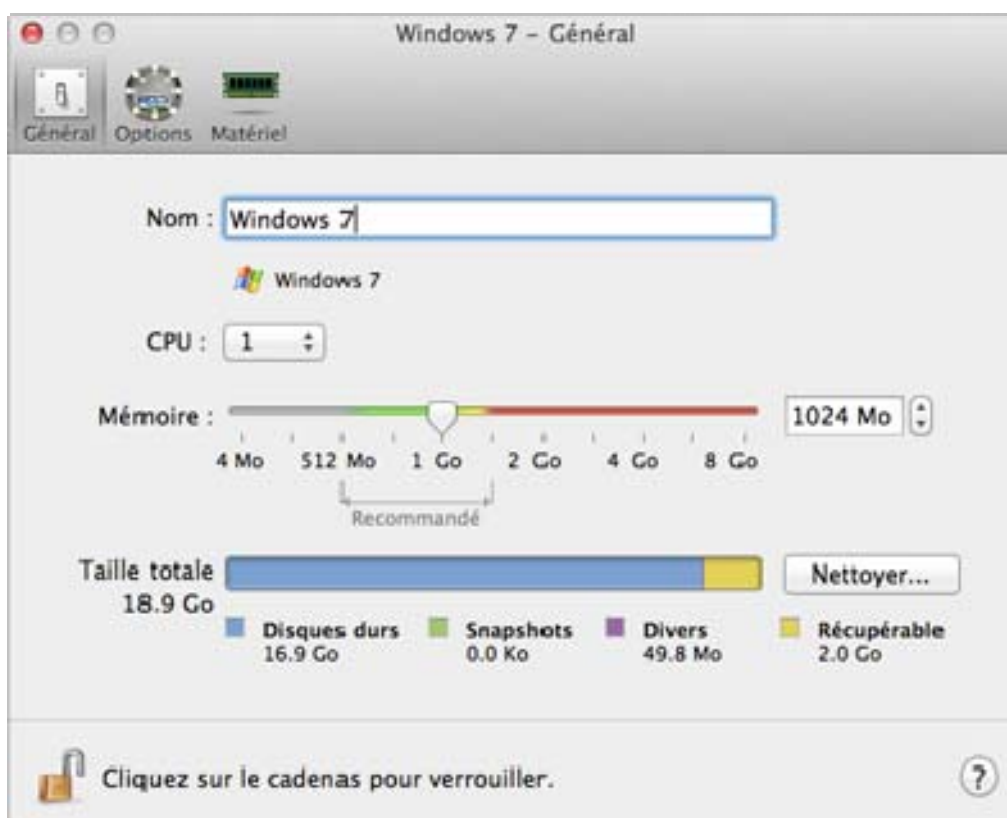 Windows 7 – Général
Général Options Matériel
Nom : Windows 7
Windows 7
CPU : 1
Mémoire : 1024 Mo
4 Mo 512 Mo 1 Go 2 Go 4 Go 8 Go
Recommandé
Taille totale Nettoyer...
18.9 Go
Disques durs Snapshots Divers Récupérable
16.9 Go 0.0 Ko 49.8 Mo 2.0 Go
Cliquez sur le cadenas pour verrouiller. ?